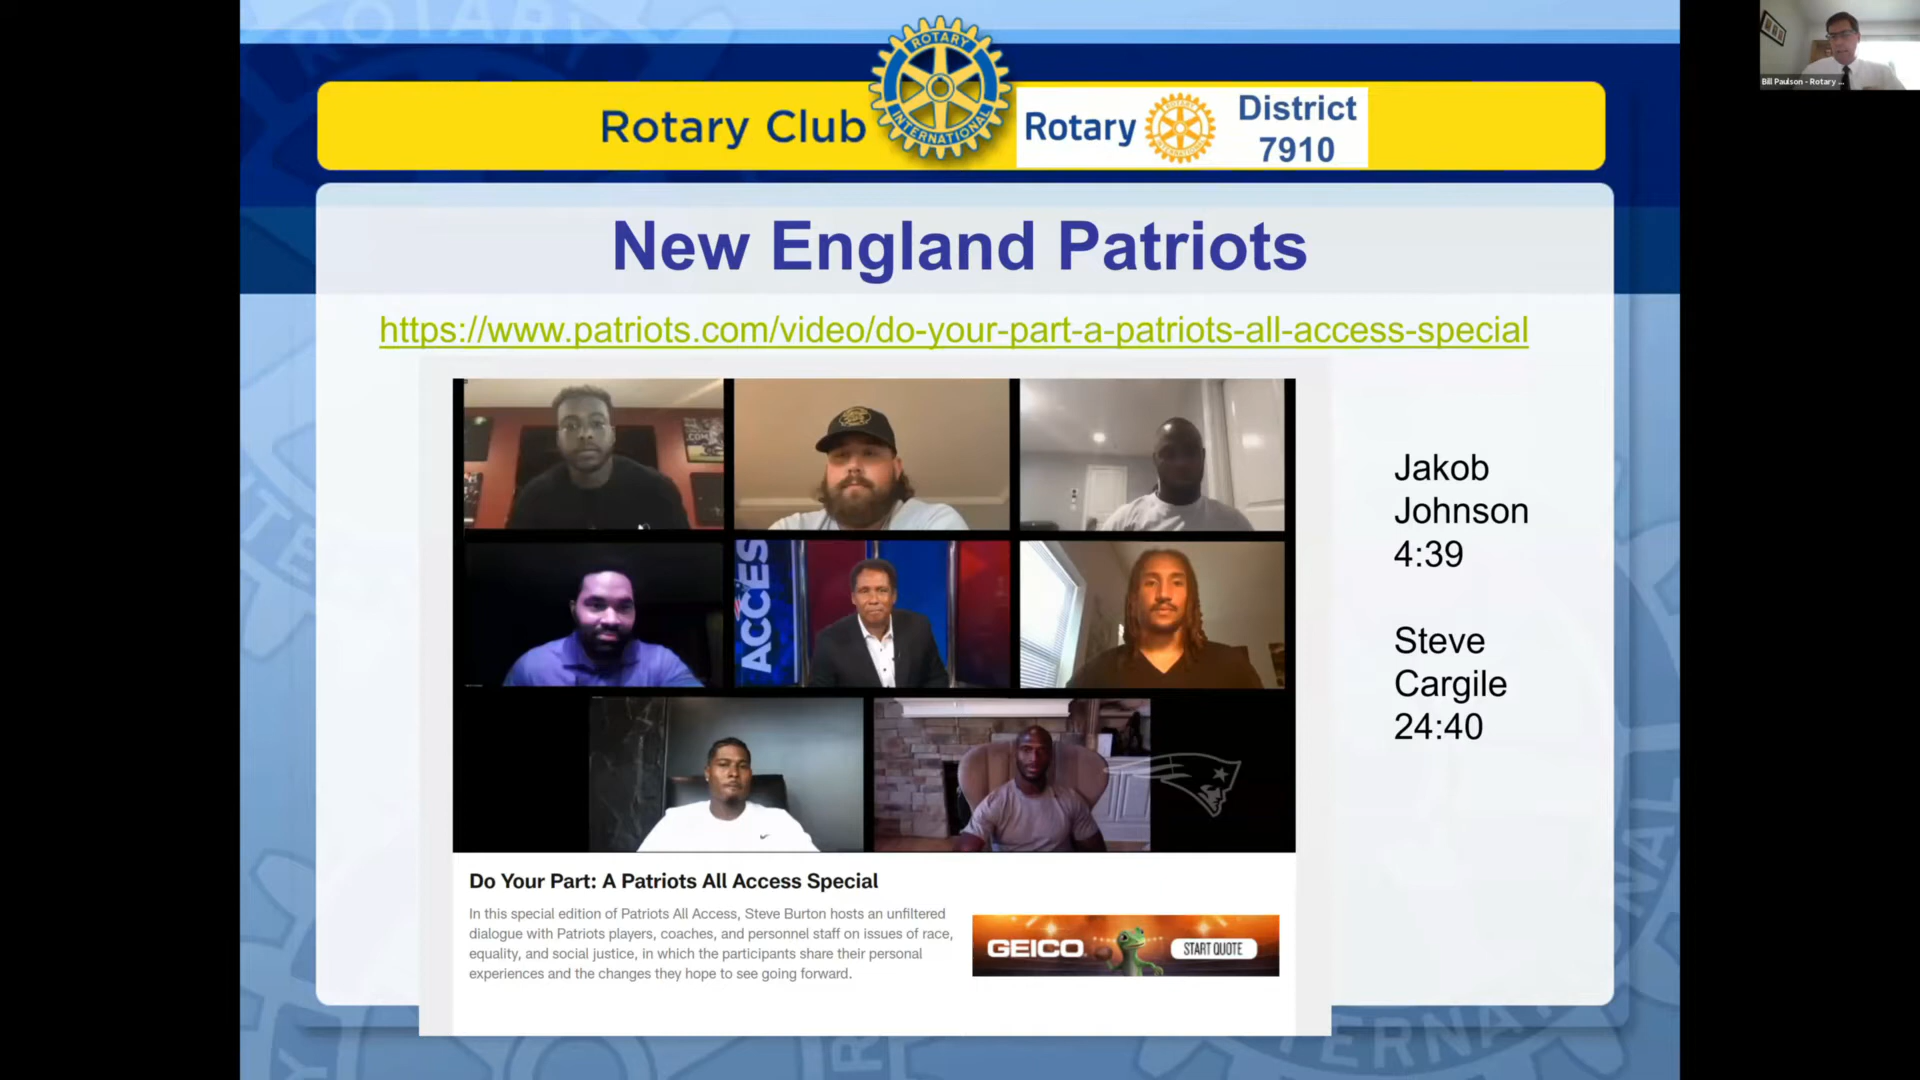 Rotary Club
ROTARY
INTERNATIONAL
Rotary
District
7910
Bill Paulson - Rotary ...
New England Patriots
https://www.patriots.com/video/do-your-part-a-patriots-all-access-special
ACCES
Jakob
Johnson
4:39
Steve
Cargile
24:40
Do Your Part: A Patriots All Access Special
In this special edition of Patriots All Access, Steve Burton hosts an unfiltered
dialogue with Patriots players, coaches, and personnel staff on issues of race,
equality, and social justice, in which the participants share their personal
experiences and the changes they hope to see going forward.
GEICO
START QUOTE